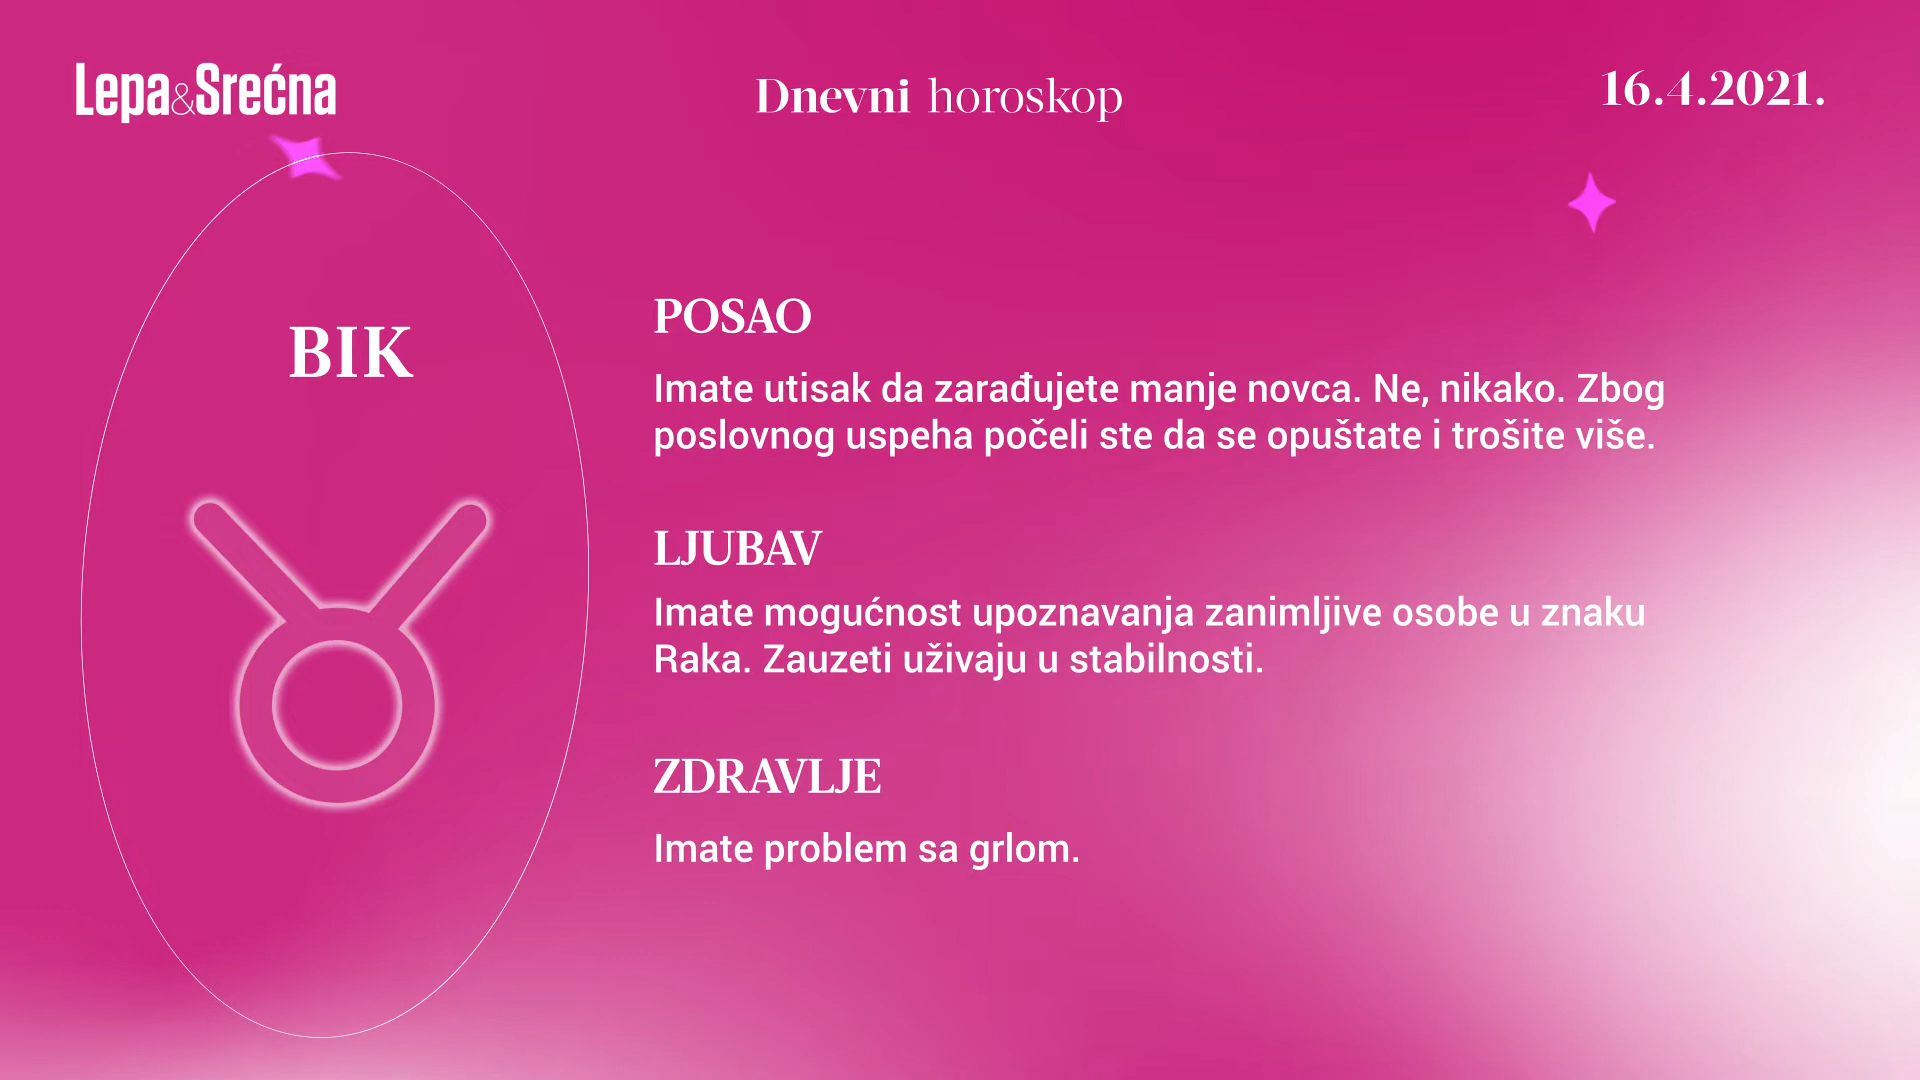 Lepa&Srećna
Dnevni horoskop
16.4.2021.
BIK
POSAO
Imate utisak da zarađujete manje novca. Ne, nikako. Zbog
poslovnog uspeha počeli ste da se opuštate i trošite više.
LJUBAV
Imate mogućnost upoznavanja zanimljive osobe u znaku
Raka. Zauzeti uživaju u stabilnosti.
ZDRAVLJE
Imate problem sa grlom.